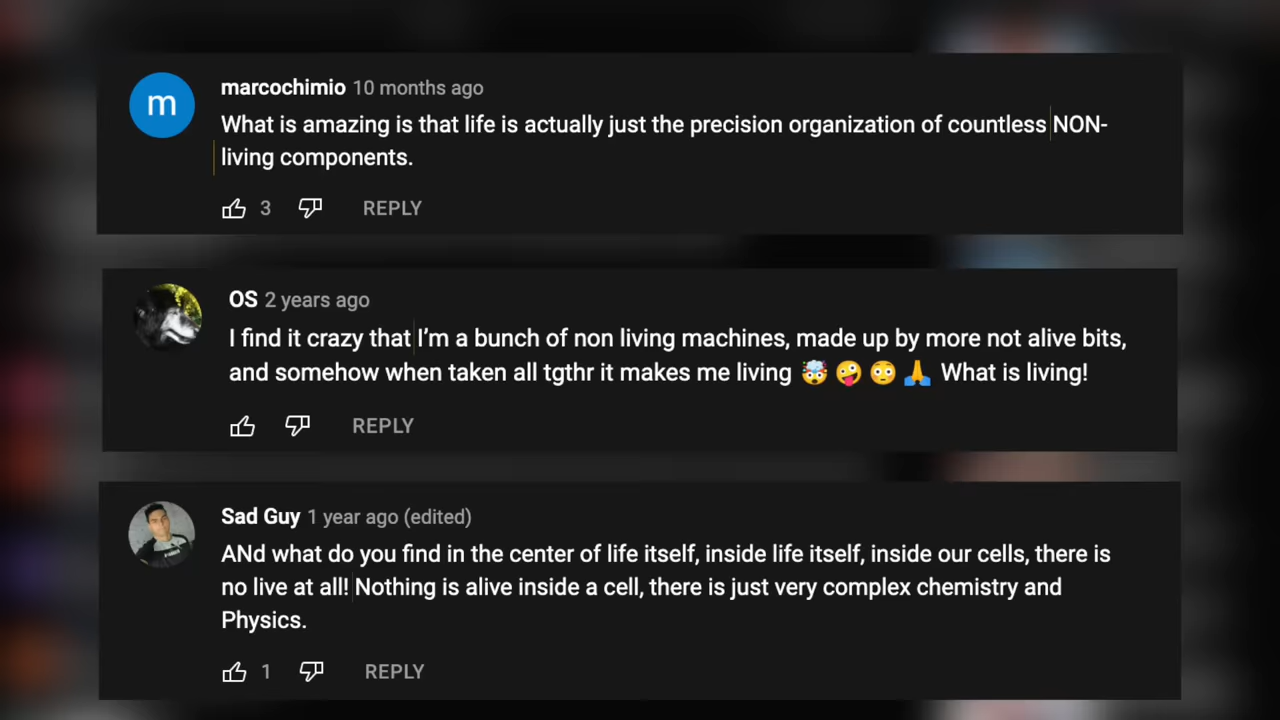 m
marcochimio 10 months ago
What is amazing is that life is actually just the precision organization of countless NON-
living components.
3 REPLY
OS 2 years ago
I find it crazy that I’m a bunch of non living machines, made up by more not alive bits,
and somehow when taken all tgthr it makes me living 🤯 🤪 😳 🙏 What is living!
REPLY
Sad Guy 1 year ago (edited)
ANd what do you find in the center of life itself, inside life itself, inside our cells, there is
no live at all! Nothing is alive inside a cell, there is just very complex chemistry and
Physics.
1 REPLY